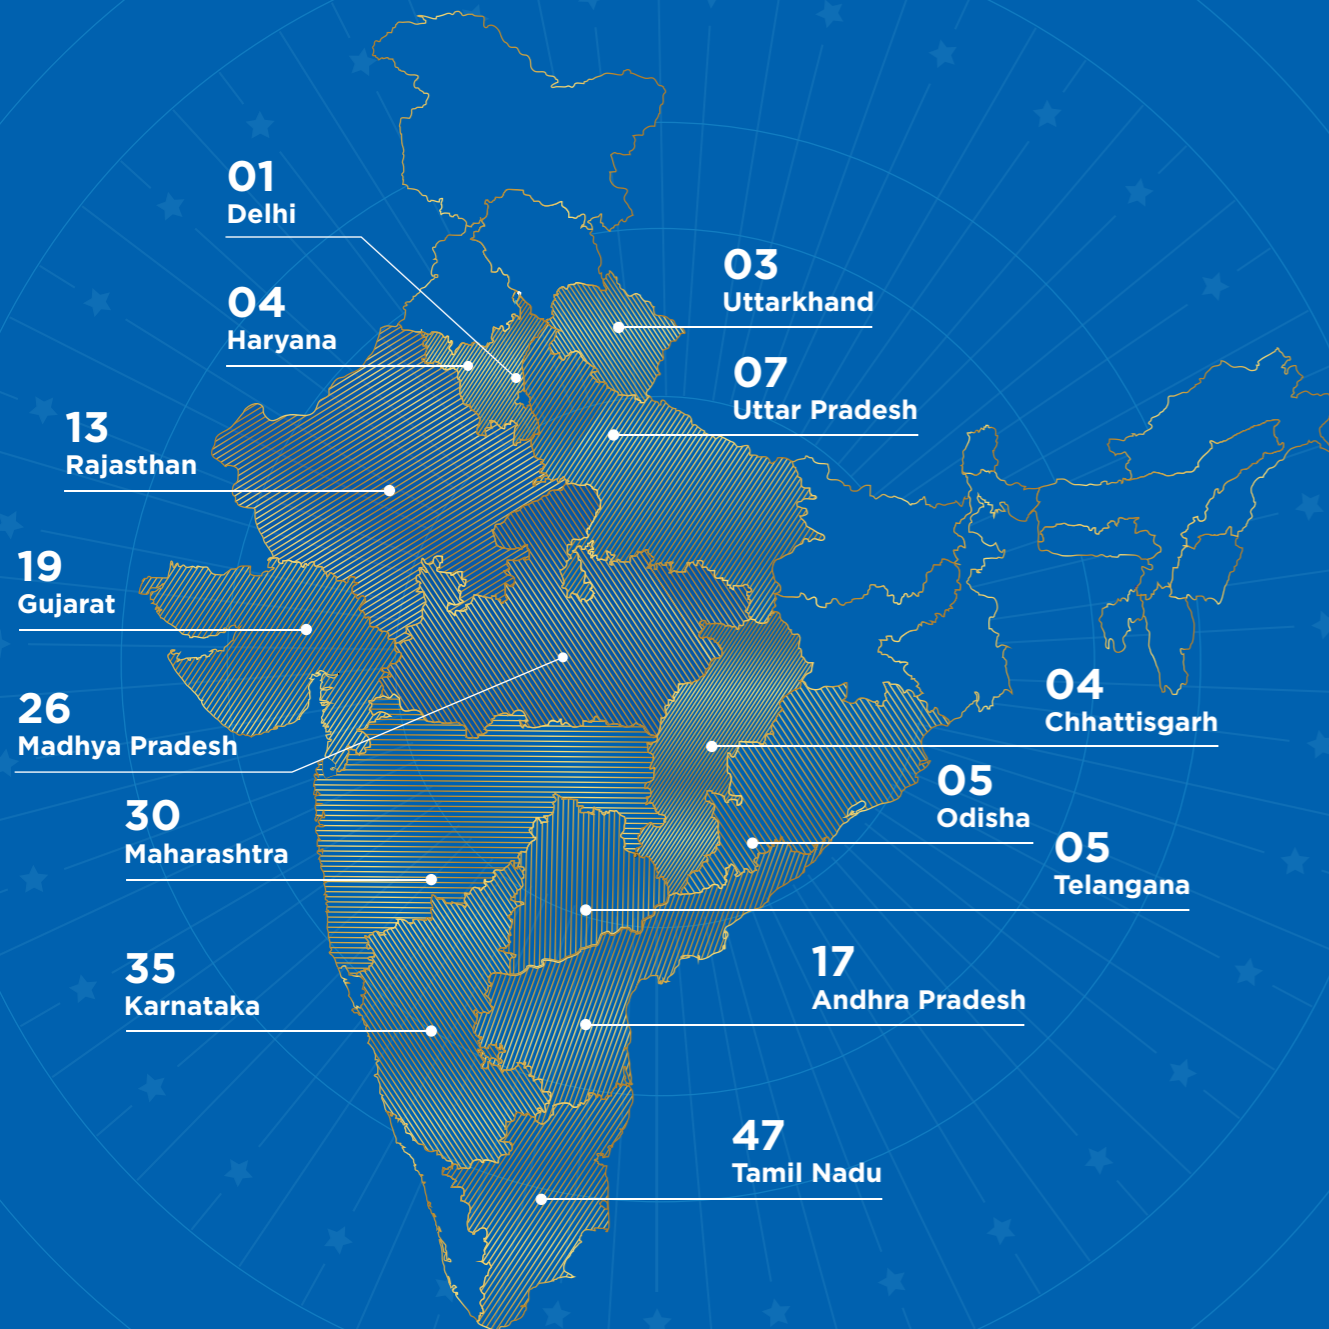 01
Delhi
03
Uttarkhand
04
Haryana
07
Uttar Pradesh
13
Rajasthan
19
Gujarat
04
Chhattisgarh
26
Madhya Pradesh
05
Odisha
30
Maharashtra
05
Telangana
35
Karnataka
17
Andhra Pradesh
47
Tamil Nadu